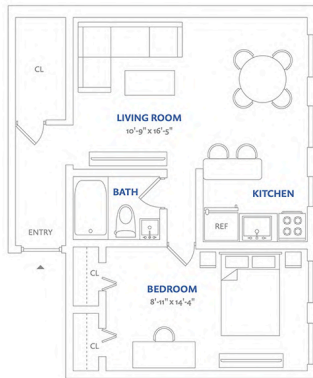 CL
LIVING ROOM
10'-9" x 16'-5"
BATH
KITCHEN
REF
ENTRY
CL
BEDROOM
8'-11" x 14'-4"
CL